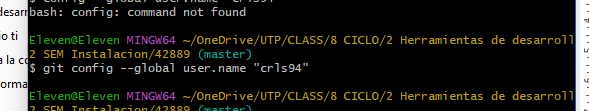 bash: config: command not found
desarr
io ti
Eleven@Eleven MINGW64 ~/OneDrive/UTP/CLASS/8 CICLO/2 Herramientas de desarroll
2 SEM Instalacion/42889 (master)
a la co
$ git config --global user.name "crls94"
orma
Eleven@Eleven MINGW64 ~/OneDrive/UTP/CLASS/8 CICLO/2 Herramientas de desarroll
2 SEM Instalacion/42889 (master)